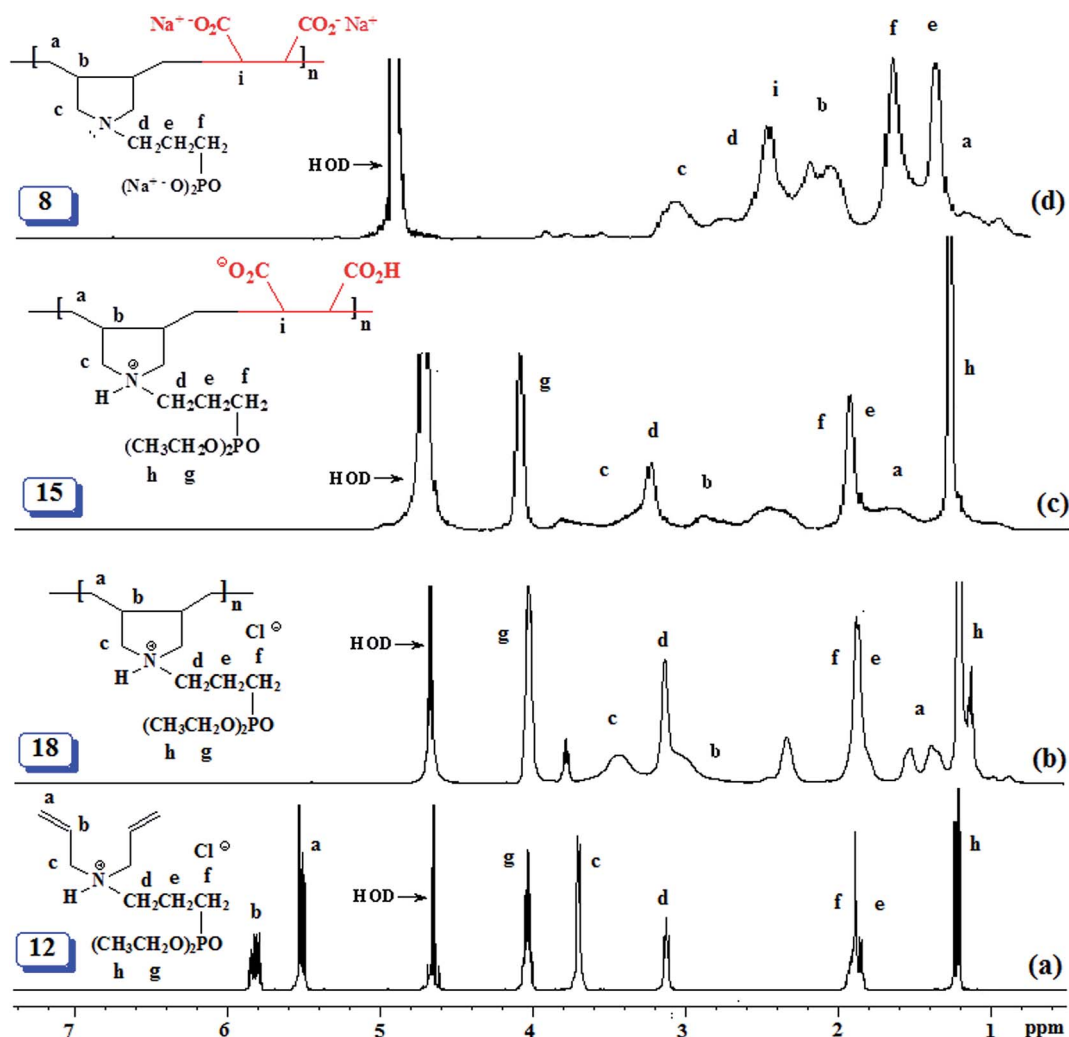 Na⁺ ⁻O₂C CO₂⁻ Na⁺
a
[ ]n
b
i
c
N
d e f
CH₂CH₂CH₂
(Na⁺ ⁻O)₂PO
8
HOD
c d i b f e a
(d)
⊖O₂C CO₂H
a
[ ]n
b
i
c
⊕
H N
d e f
CH₂CH₂CH₂
(CH₃CH₂O)₂PO
h g
15
HOD
g c d b f e a h
(c)
a
[ ]n
b
Cl ⊖
c
⊕
H N
d e f
CH₂CH₂CH₂
(CH₃CH₂O)₂PO
h g
18
HOD
g c d b f e a h
(b)
a
b
Cl ⊖
c
⊕
H N
d e f
CH₂CH₂CH₂
(CH₃CH₂O)₂PO
h g
12
b a HOD g c d f e h
(a)
7 6 5 4 3 2 1 ppm